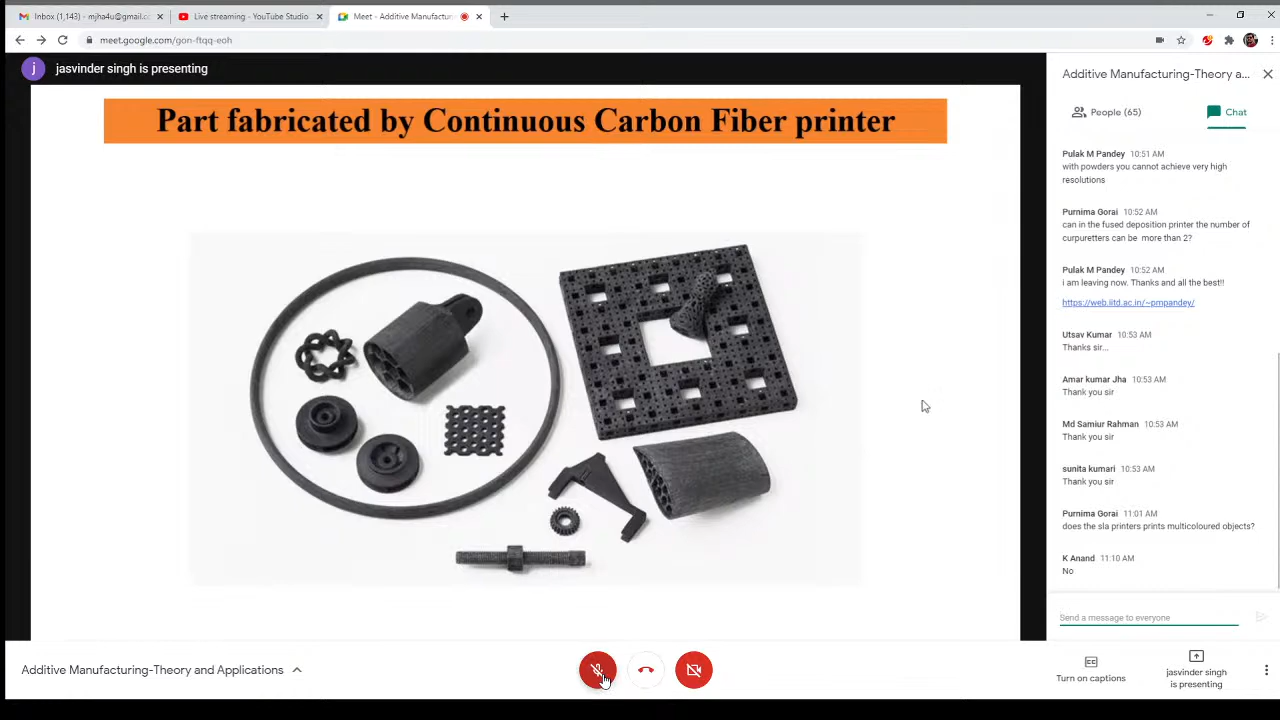 Inbox (1,143) - mjha4u@gmail.c
Live streaming - YouTube Studio
Meet - Additive Manufactur
meet.google.com/gon-ftqq-eoh
j
jasvinder singh is presenting
Part fabricated by Continuous Carbon Fiber printer
Additive Manufacturing-Theory a...
People (65)
Chat
Pulak M Pandey 10:51 AM
with powders you cannot achieve very high
resolutions
Purnima Gorai 10:52 AM
can in the fused deposition printer the number of
curpuretters can be more than 2?
Pulak M Pandey 10:52 AM
i am leaving now. Thanks and all the best!!
https://web.iitd.ac.in/~pmpandey/
Utsav Kumar 10:53 AM
Thanks sir...
Amar kumar Jha 10:53 AM
Thank you sir
Md Samiur Rahman 10:53 AM
Thank you sir
sunita kumari 10:53 AM
Thank you sir
Purnima Gorai 11:01 AM
does the sla printers prints multicoloured objects?
K Anand 11:10 AM
No
Send a message to everyone
Additive Manufacturing-Theory and Applications
CC
Turn on captions
jasvinder singh
is presenting